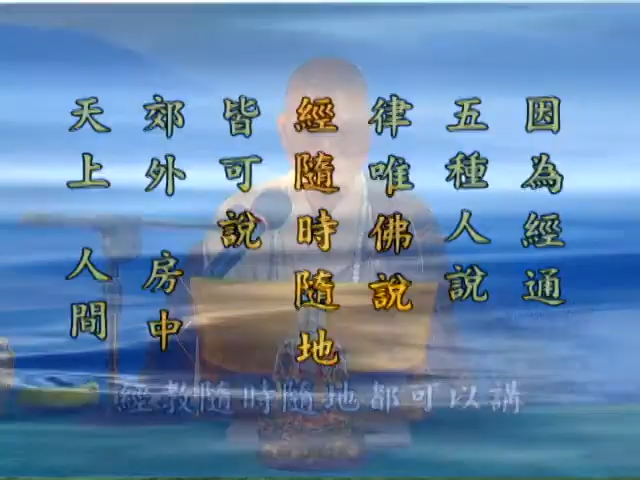 因為經通
五種人說
律唯佛說
經隨時隨地
皆可說
郊外 房中
天上 人間
經教隨時隨地都可以講